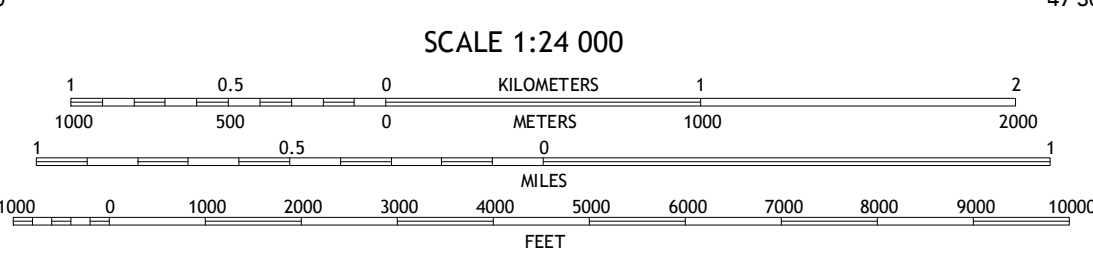 SCALE 1:24 000
1 0.5 0 KILOMETERS 1 2
1000 500 0 METERS 1000 2000
1 0.5 0 1
MILES
1000 0 1000 2000 3000 4000 5000 6000 7000 8000 9000 10000
FEET